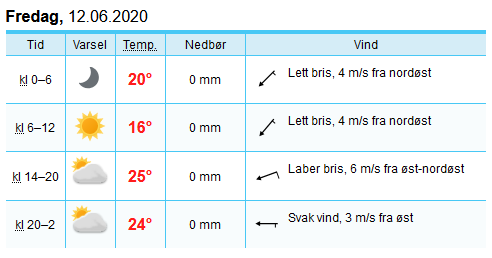 Fredag, 12.06.2020
Tid Varsel Temp. Nedbør Vind
kl 0–6 20° 0 mm Lett bris, 4 m/s fra nordøst
kl 6–12 16° 0 mm Lett bris, 4 m/s fra nordøst
kl 14–20 25° 0 mm Laber bris, 6 m/s fra øst-nordøst
kl 20–2 24° 0 mm Svak vind, 3 m/s fra øst